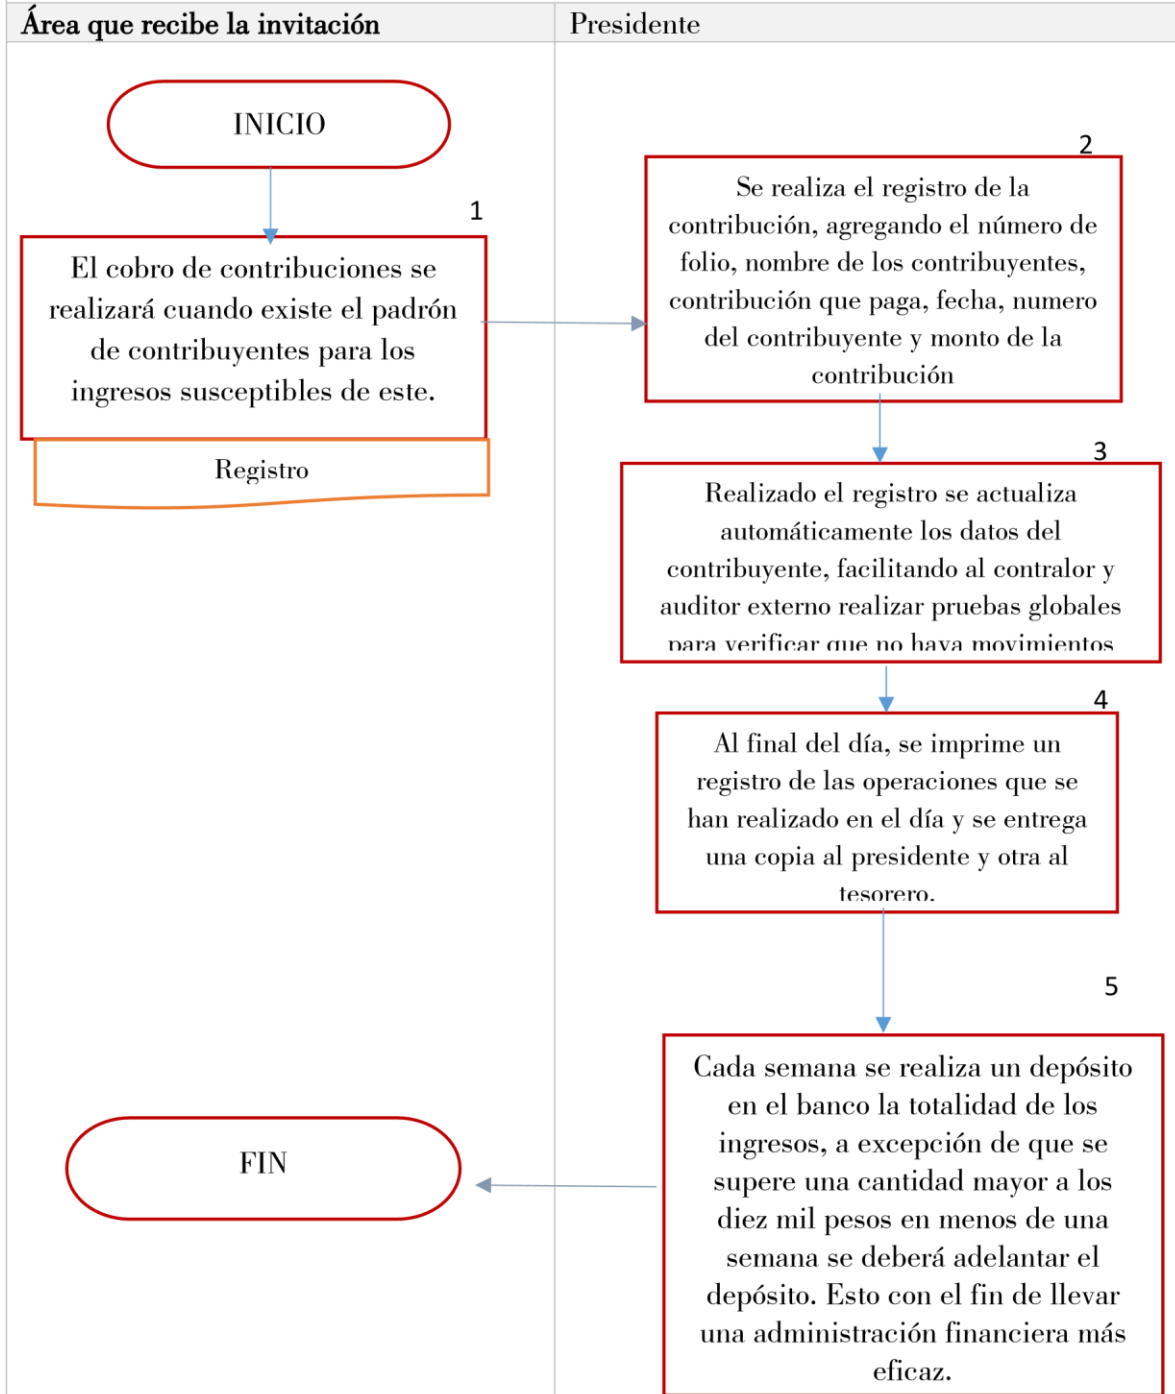 Área que recibe la invitación
Presidente
INICIO
1
El cobro de contribuciones se
realizará cuando existe el padrón
de contribuyentes para los
ingresos susceptibles de este.
Registro
2
Se realiza el registro de la
contribución, agregando el número de
folio, nombre de los contribuyentes,
contribución que paga, fecha, numero
del contribuyente y monto de la
contribución
3
Realizado el registro se actualiza
automáticamente los datos del
contribuyente, facilitando al contralor y
auditor externo realizar pruebas globales
para verificar que no haya movimientos
4
Al final del día, se imprime un
registro de las operaciones que se
han realizado en el día y se entrega
una copia al presidente y otra al
tesorero.
5
Cada semana se realiza un depósito
en el banco la totalidad de los
ingresos, a excepción de que se
supere una cantidad mayor a los
diez mil pesos en menos de una
semana se deberá adelantar el
depósito. Esto con el fin de llevar
una administración financiera más
eficaz.
FIN